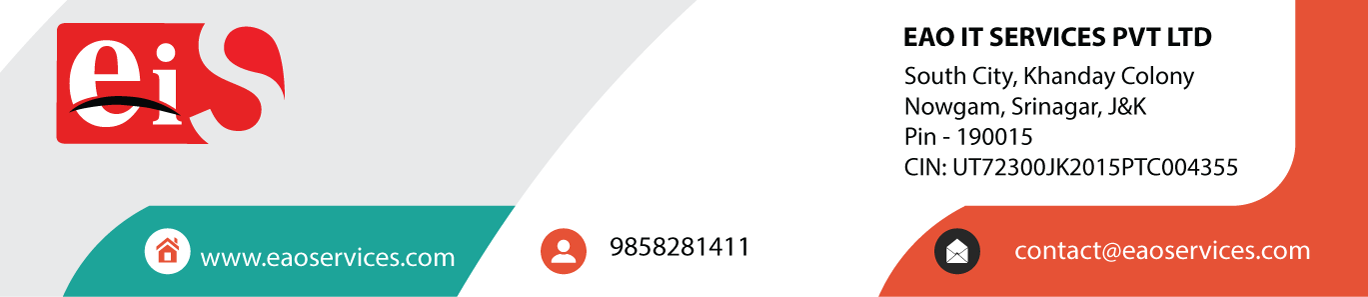 eiS
EAO IT SERVICES PVT LTD
South City, Khanday Colony
Nowgam, Srinagar, J&K
Pin - 190015
CIN: UT72300JK2015PTC004355
www.eaoservices.com
9858281411
contact@eaoservices.com